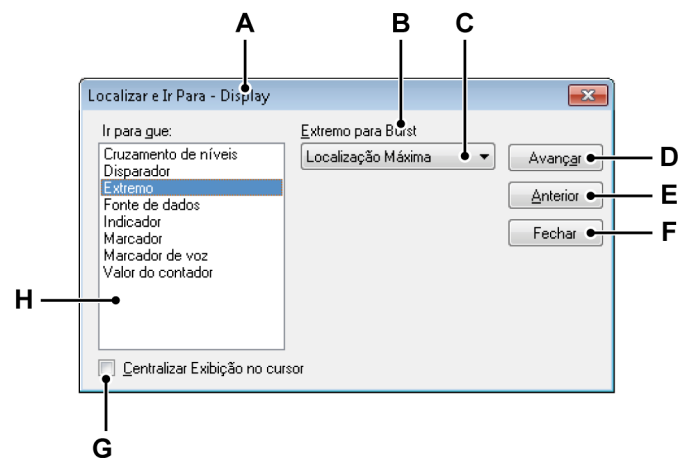 A B C
Localizar e Ir Para - Display
Ir para que:
Extremo para Burst
Cruzamento de níveis
Disparador
Extremo
Fonte de dados
Indicador
Marcador
Marcador de voz
Valor do contador
Localização Máxima
Avançar
D
Anterior
E
Fechar
F
H
Centralizar Exibição no cursor
G